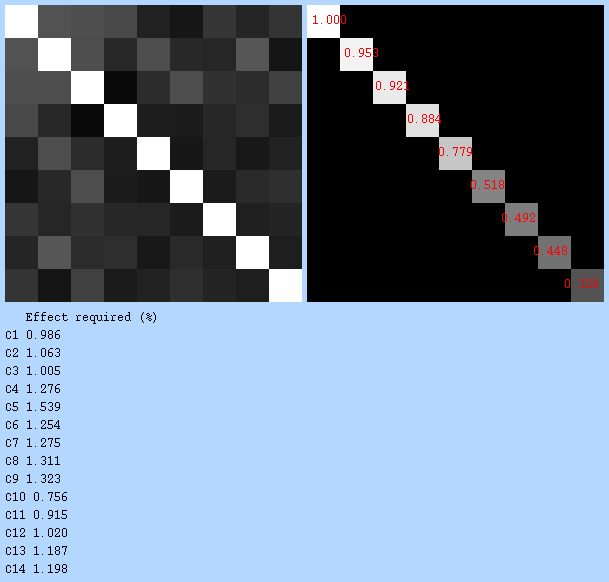 1.000
0.921
0.884
0.779
0.518
0.492
0.448
Effect required (%)
C1 0.986
C2 1.063
C3 1.005
C4 1.276
C5 1.539
C6 1.254
C7 1.275
C8 1.311
C9 1.323
C10 0.756
C11 0.915
C12 1.020
C13 1.187
C14 1.198